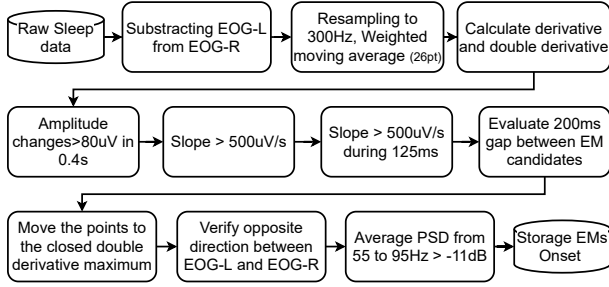 Raw Sleep
data
Substracting EOG-L
from EOG-R
Resampling to
300Hz, Weighted
moving average (26pt)
Calculate derivative
and double derivative
Amplitude
changes>80uV in
0.4s
Slope > 500uV/s
Slope > 500uV/s
during 125ms
Evaluate 200ms
gap between EM
candidates
Move the points to
the closed double
derivative maximum
Verify opposite
direction between
EOG-L and EOG-R
Average PSD from
55 to 95Hz > -11dB
Storage EMs
Onset